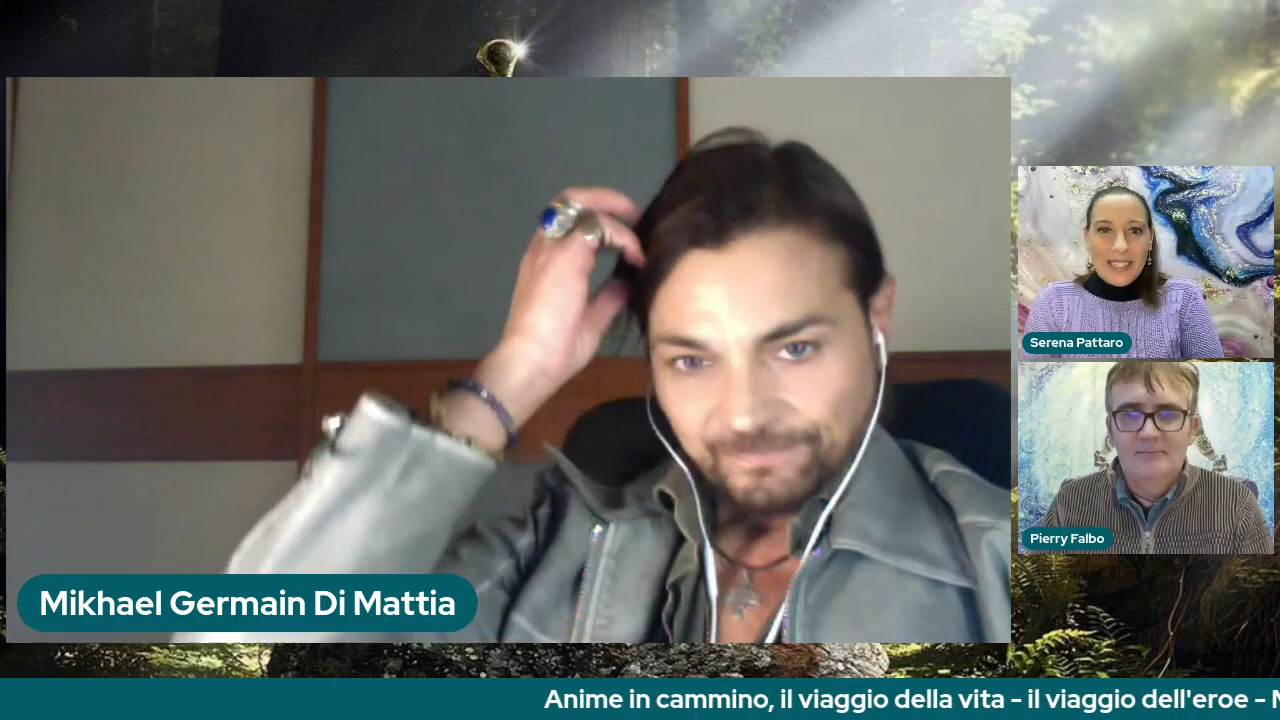 Serena Pattaro
Pierry Falbo
Mikhael Germain Di Mattia
Anime in cammino, il viaggio della vita - il viaggio dell'eroe -